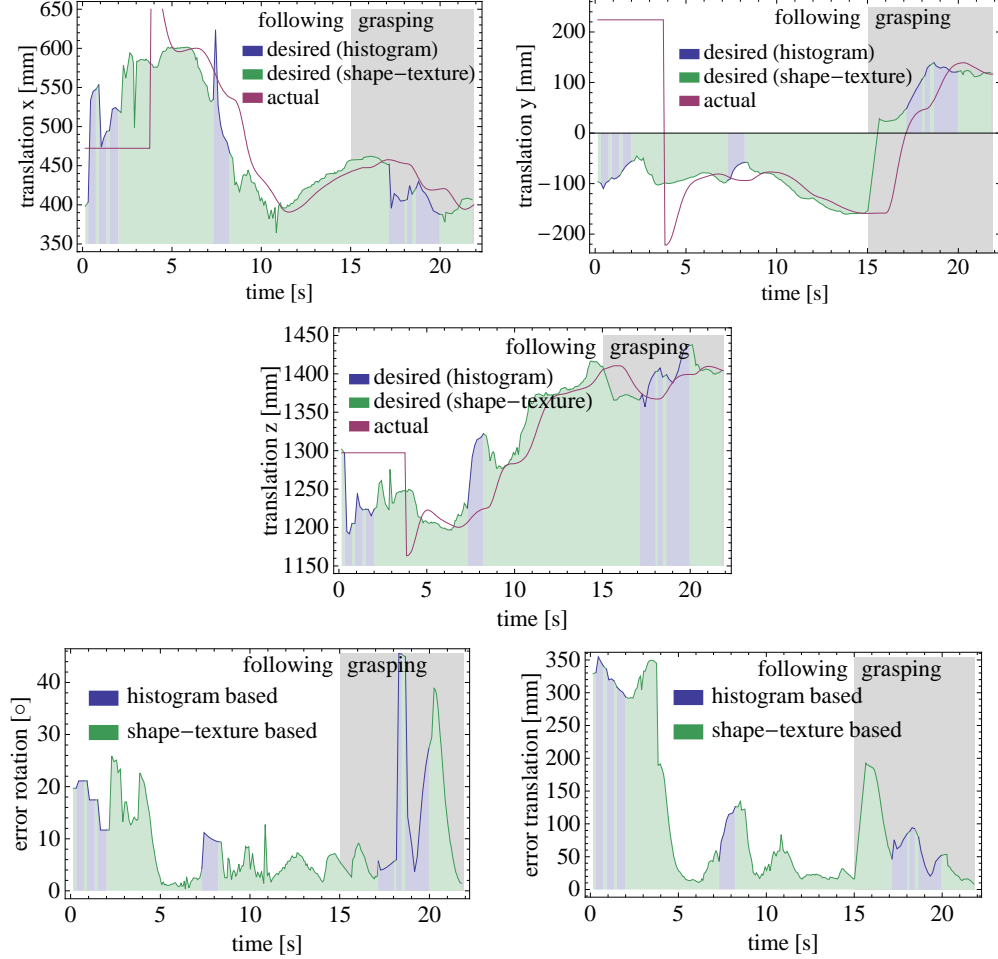 following grasping
desired (histogram)
desired (shape−texture)
actual
translation x [mm]
650
600
550
500
450
400
350
0 5 10 15 20
time [s]
following grasping
desired (histogram)
desired (shape−texture)
actual
translation y [mm]
200
100
0
−100
−200
0 5 10 15 20
time [s]
following grasping
desired (histogram)
desired (shape−texture)
actual
translation z [mm]
1450
1400
1300
1250
1200
1150
0 5 10 15 20
time [s]
following grasping
histogram based
shape−texture based
error rotation [○]
40
30
20
10
0
0 5 10 15 20
time [s]
following grasping
histogram based
shape−texture based
error translation [mm]
350
300
250
200
150
100
50
0
0 5 10 15 20
time [s]